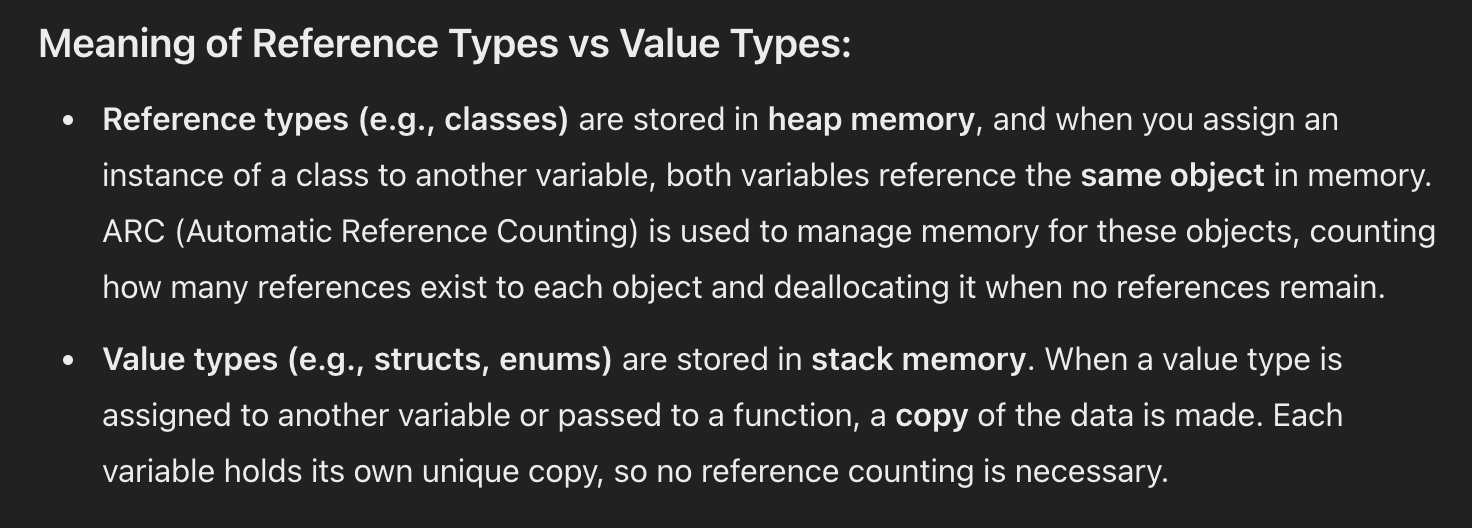 Meaning of Reference Types vs Value Types:
• Reference types (e.g., classes) are stored in heap memory, and when you assign an
instance of a class to another variable, both variables reference the same object in memory.
ARC (Automatic Reference Counting) is used to manage memory for these objects, counting
how many references exist to each object and deallocating it when no references remain.
• Value types (e.g., structs, enums) are stored in stack memory. When a value type is
assigned to another variable or passed to a function, a copy of the data is made. Each
variable holds its own unique copy, so no reference counting is necessary.